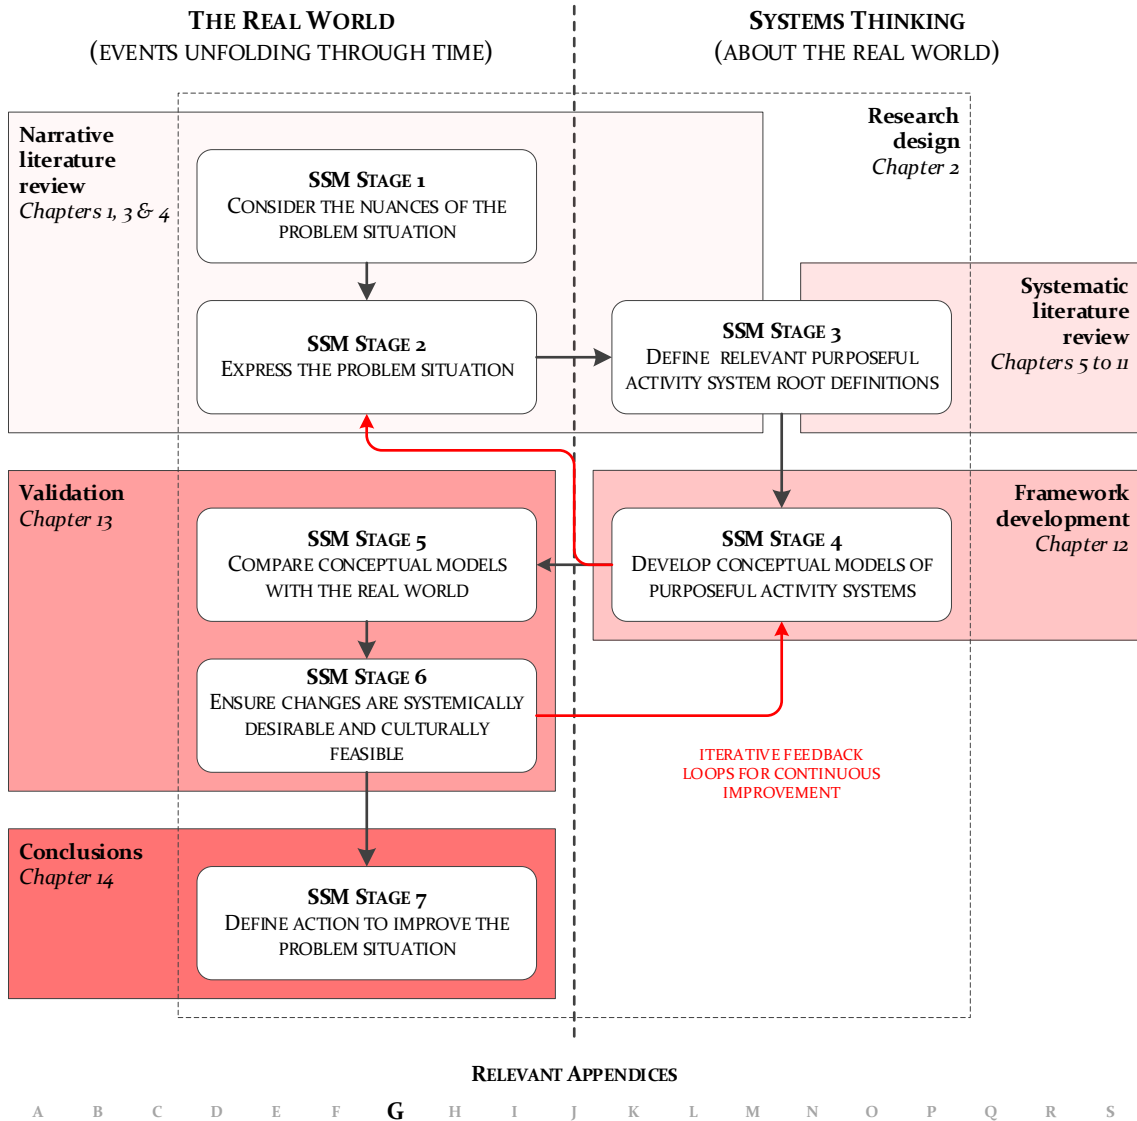 THE REAL WORLD
(EVENTS UNFOLDING THROUGH TIME)
SYSTEMS THINKING
(ABOUT THE REAL WORLD)
Narrative
literature
review
Chapters 1, 3 & 4
Research
design
Chapter 2
SSM STAGE 1
CONSIDER THE NUANCES OF THE
PROBLEM SITUATION
SSM STAGE 2
EXPRESS THE PROBLEM SITUATION
SSM STAGE 3
DEFINE RELEVANT PURPOSEFUL
ACTIVITY SYSTEM ROOT DEFINITIONS
Systematic
literature
review
Chapters 5 to 11
Validation
Chapter 13
SSM STAGE 5
COMPARE CONCEPTUAL MODELS
WITH THE REAL WORLD
SSM STAGE 4
DEVELOP CONCEPTUAL MODELS OF
PURPOSEFUL ACTIVITY SYSTEMS
Framework
development
Chapter 12
SSM STAGE 6
ENSURE CHANGES ARE SYSTEMICALLY
DESIRABLE AND CULTURALLY
FEASIBLE
ITERATIVE FEEDBACK
LOOPS FOR CONTINUOUS
IMPROVEMENT
Conclusions
Chapter 14
SSM STAGE 7
DEFINE ACTION TO IMPROVE THE
PROBLEM SITUATION
RELEVANT APPENDICES
A B C D E F G H I J K L M N O P Q R S